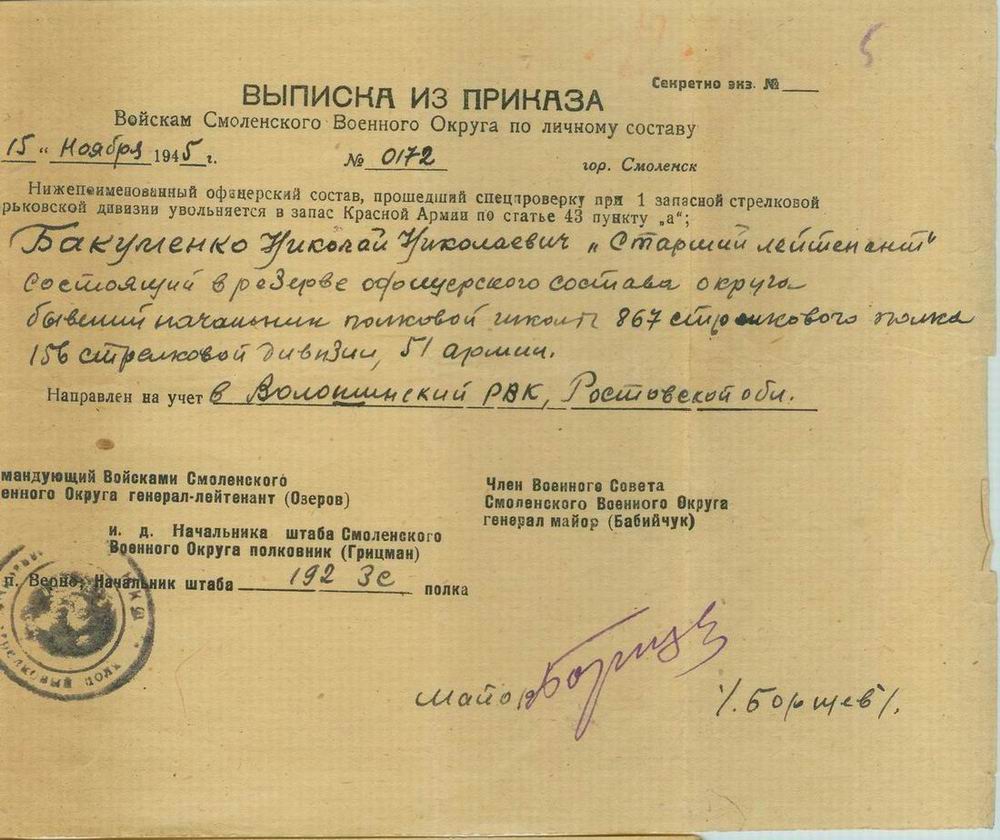 5
Секретно экз. №
ВЫПИСКА ИЗ ПРИКАЗА
Войскам Смоленского Военного Округа по личному составу
15 " Ноября 1945 г. № 0172 гор. Смоленск
Нижепоименованный офицерский состав, прошедший спецпроверку при 1 запасной стрелковой
рьковской дивизии увольняется в запас Красной Армии по статье 43 пункту „а";
Бакуменко Николай Николаевич „Старший лейтенант"
состоящий в резерве офицерского состава округа
бывший начальник полковой школы 867 стрелкового полка
156 стрелковой дивизии, 51 армии.
Направлен на учет в Волошинский РВК, Ростовской обл.
мандующий Войсками Смоленского
енного Округа генерал-лейтенант (Озеров)
Член Военного Совета
Смоленского Военного Округа
генерал майор (Бабийчук)
и. д. Начальника штаба Смоленского
Военного Округа полковник (Грицман)
п. Верно: Начальник штаба 192 Зс полка
стрелковый полк
Майор /.Борщев/.